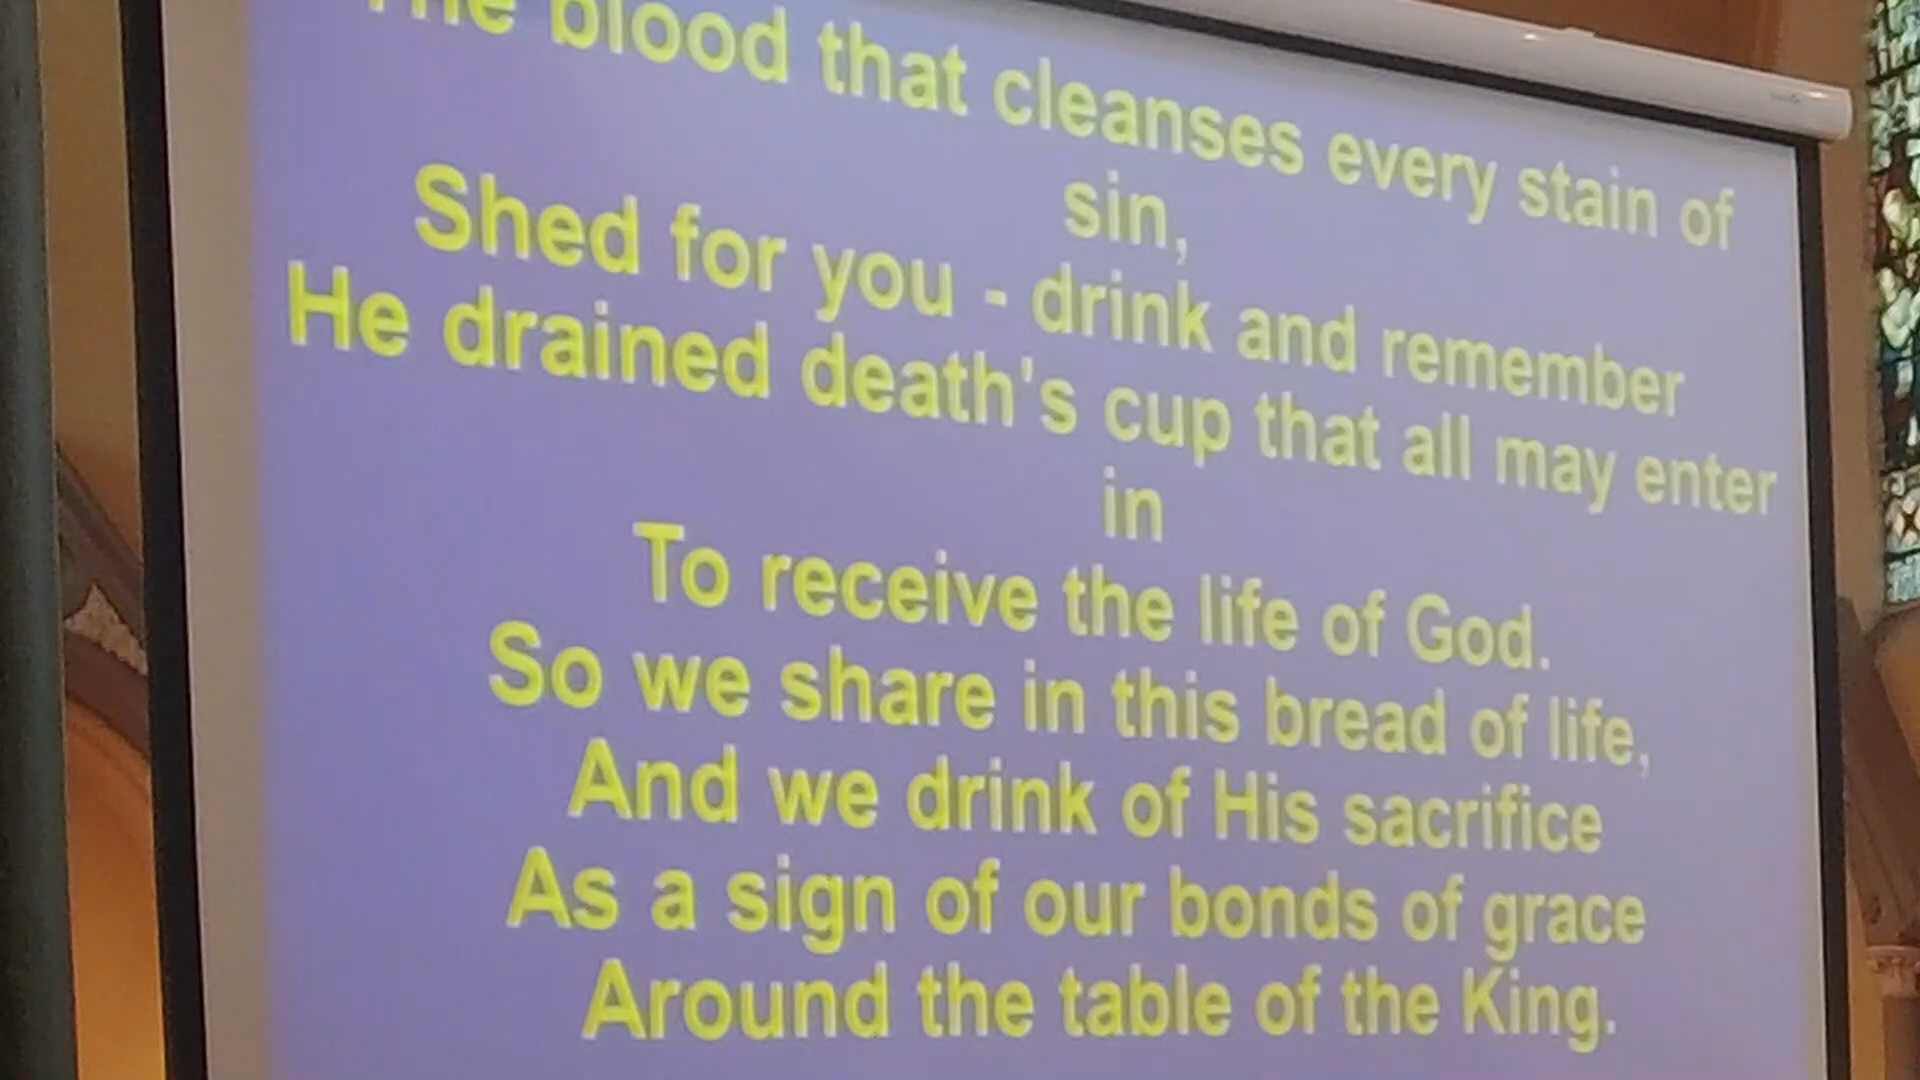 The blood that cleanses every stain of
sin,
Shed for you - drink and remember
He drained death's cup that all may enter
in
To receive the life of God.
So we share in this bread of life,
And we drink of His sacrifice
As a sign of our bonds of grace
Around the table of the King.